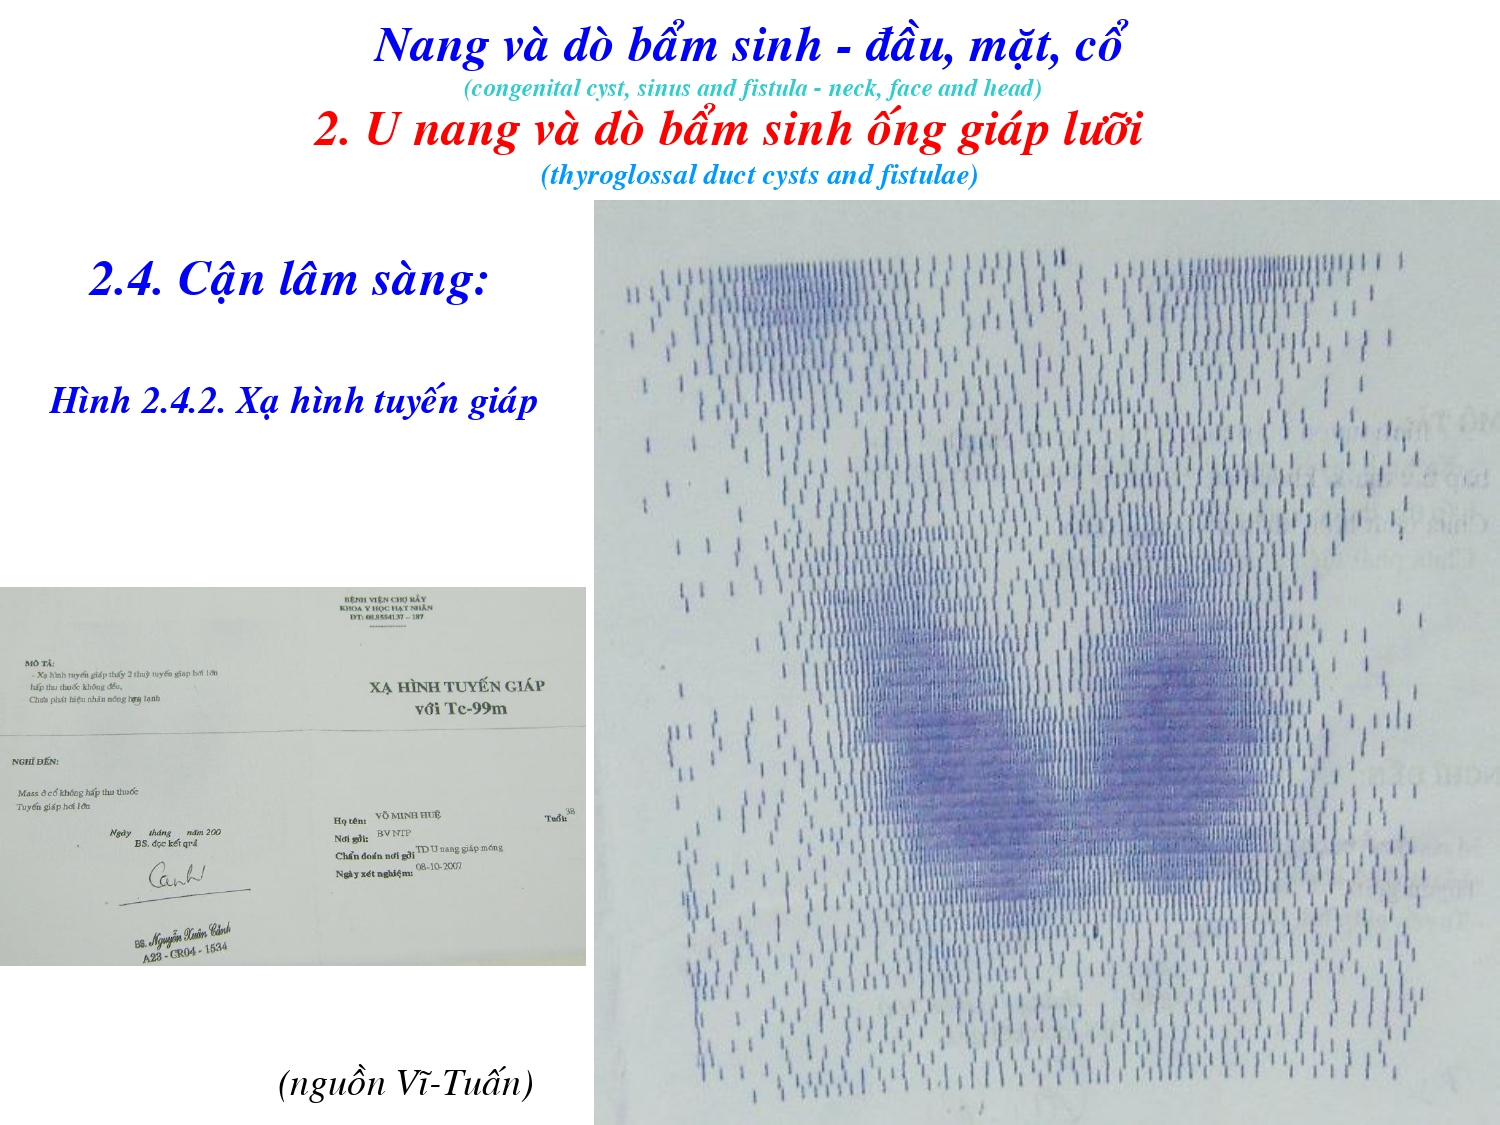 Nang và dò bẩm sinh - đầu, mặt, cổ
(congenital cyst, sinus and fistula - neck, face and head)
2. U nang và dò bẩm sinh ống giáp lưỡi
(thyroglossal duct cysts and fistulae)
2.4. Cận lâm sàng:
Hình 2.4.2. Xạ hình tuyến giáp
BỆNH VIỆN CHỢ RẪY
KHOA Y HỌC HẠT NHÂN
ĐT: 08.8554137 – 187
MÔ TẢ:
- Xạ hình tuyến giáp thấy 2 thuỳ tuyến giáp hơi lớn
hấp thu thuốc không đều,
Chưa phát hiện nhân nóng hay lạnh
XẠ HÌNH TUYẾN GIÁP
với Tc-99m
NGHĨ ĐẾN:
Mass ở cổ không hấp thu thuốc
Tuyến giáp hơi lớn
Ngày tháng năm 200
BS. đọc kết quả
Canh
BS. Nguyễn Xuân Cảnh
A23 - CR04 - 1534
Họ tên: VÕ MINH HUỆ Tuổi: 38
Nơi gởi: BV NTP
Chẩn đoán nơi gởi TD U nang giáp móng
Ngày xét nghiệm: 08-10-2007
(nguồn Vĩ-Tuấn)